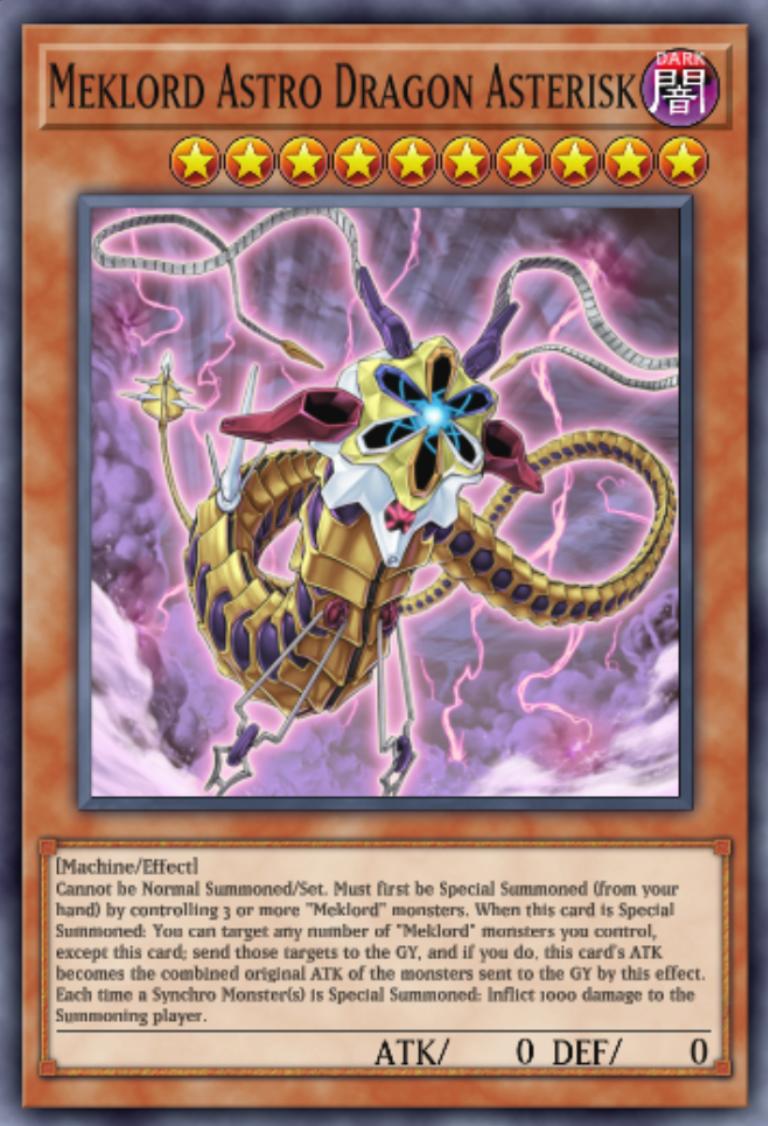 Meklord Astro Dragon Asterisk
DARK
闇
[Machine/Effect]
Cannot be Normal Summoned/Set. Must first be Special Summoned (from your
hand) by controlling 3 or more "Meklord" monsters. When this card is Special
Summoned: You can target any number of "Meklord" monsters you control,
except this card; send those targets to the GY, and if you do, this card's ATK
becomes the combined original ATK of the monsters sent to the GY by this effect.
Each time a Synchro Monster(s) is Special Summoned: Inflict 1000 damage to the
Summoning player.
ATK/ 0 DEF/ 0